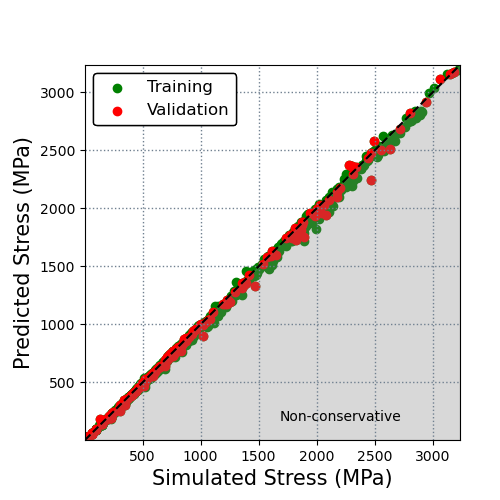 Training
Validation
3000
2500
2000
1500
1000
500
Predicted Stress (MPa)
Non-conservative
500 1000 1500 2000 2500 3000
Simulated Stress (MPa)